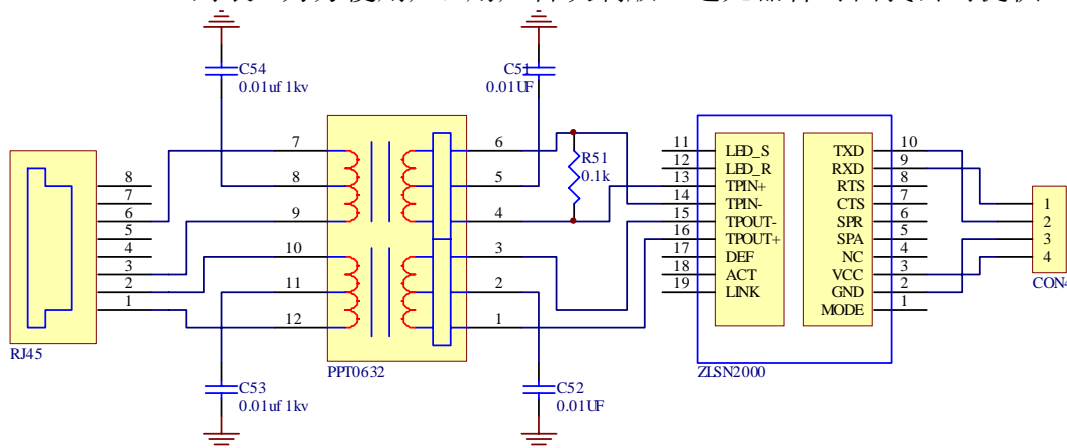 C54
0.01uf 1kv
C51
0.01UF
7
8
9
10
11
12
6
5
4
3
2
1
R51
0.1k
8
7
6
5
4
3
2
1
RJ45
PPT0632
C53
0.01uf 1kv
C52
0.01UF
11 LED_S
12 LED_R
13 TPIN+
14 TPIN-
15 TPOUT-
16 TPOUT+
17 DEF
18 ACT
19 LINK
TXD 10
RXD 9
RTS 8
CTS 7
SPR 6
SPA 5
NC 4
VCC 3
GND 2
MODE 1
ZLSN2000
1
2
3
4
CON4